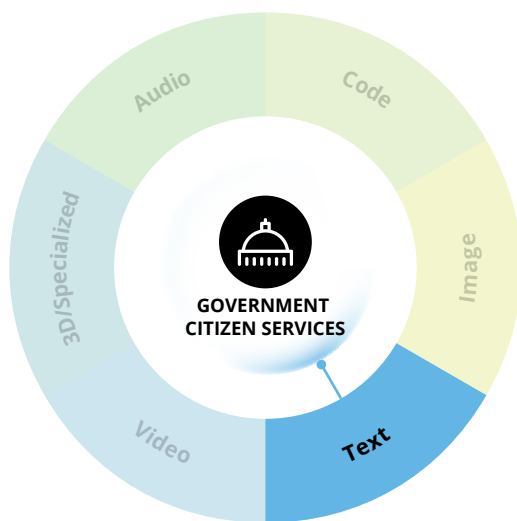 Audio
Code
3D/Specialized
GOVERNMENT
CITIZEN SERVICES
Image
Video
Text